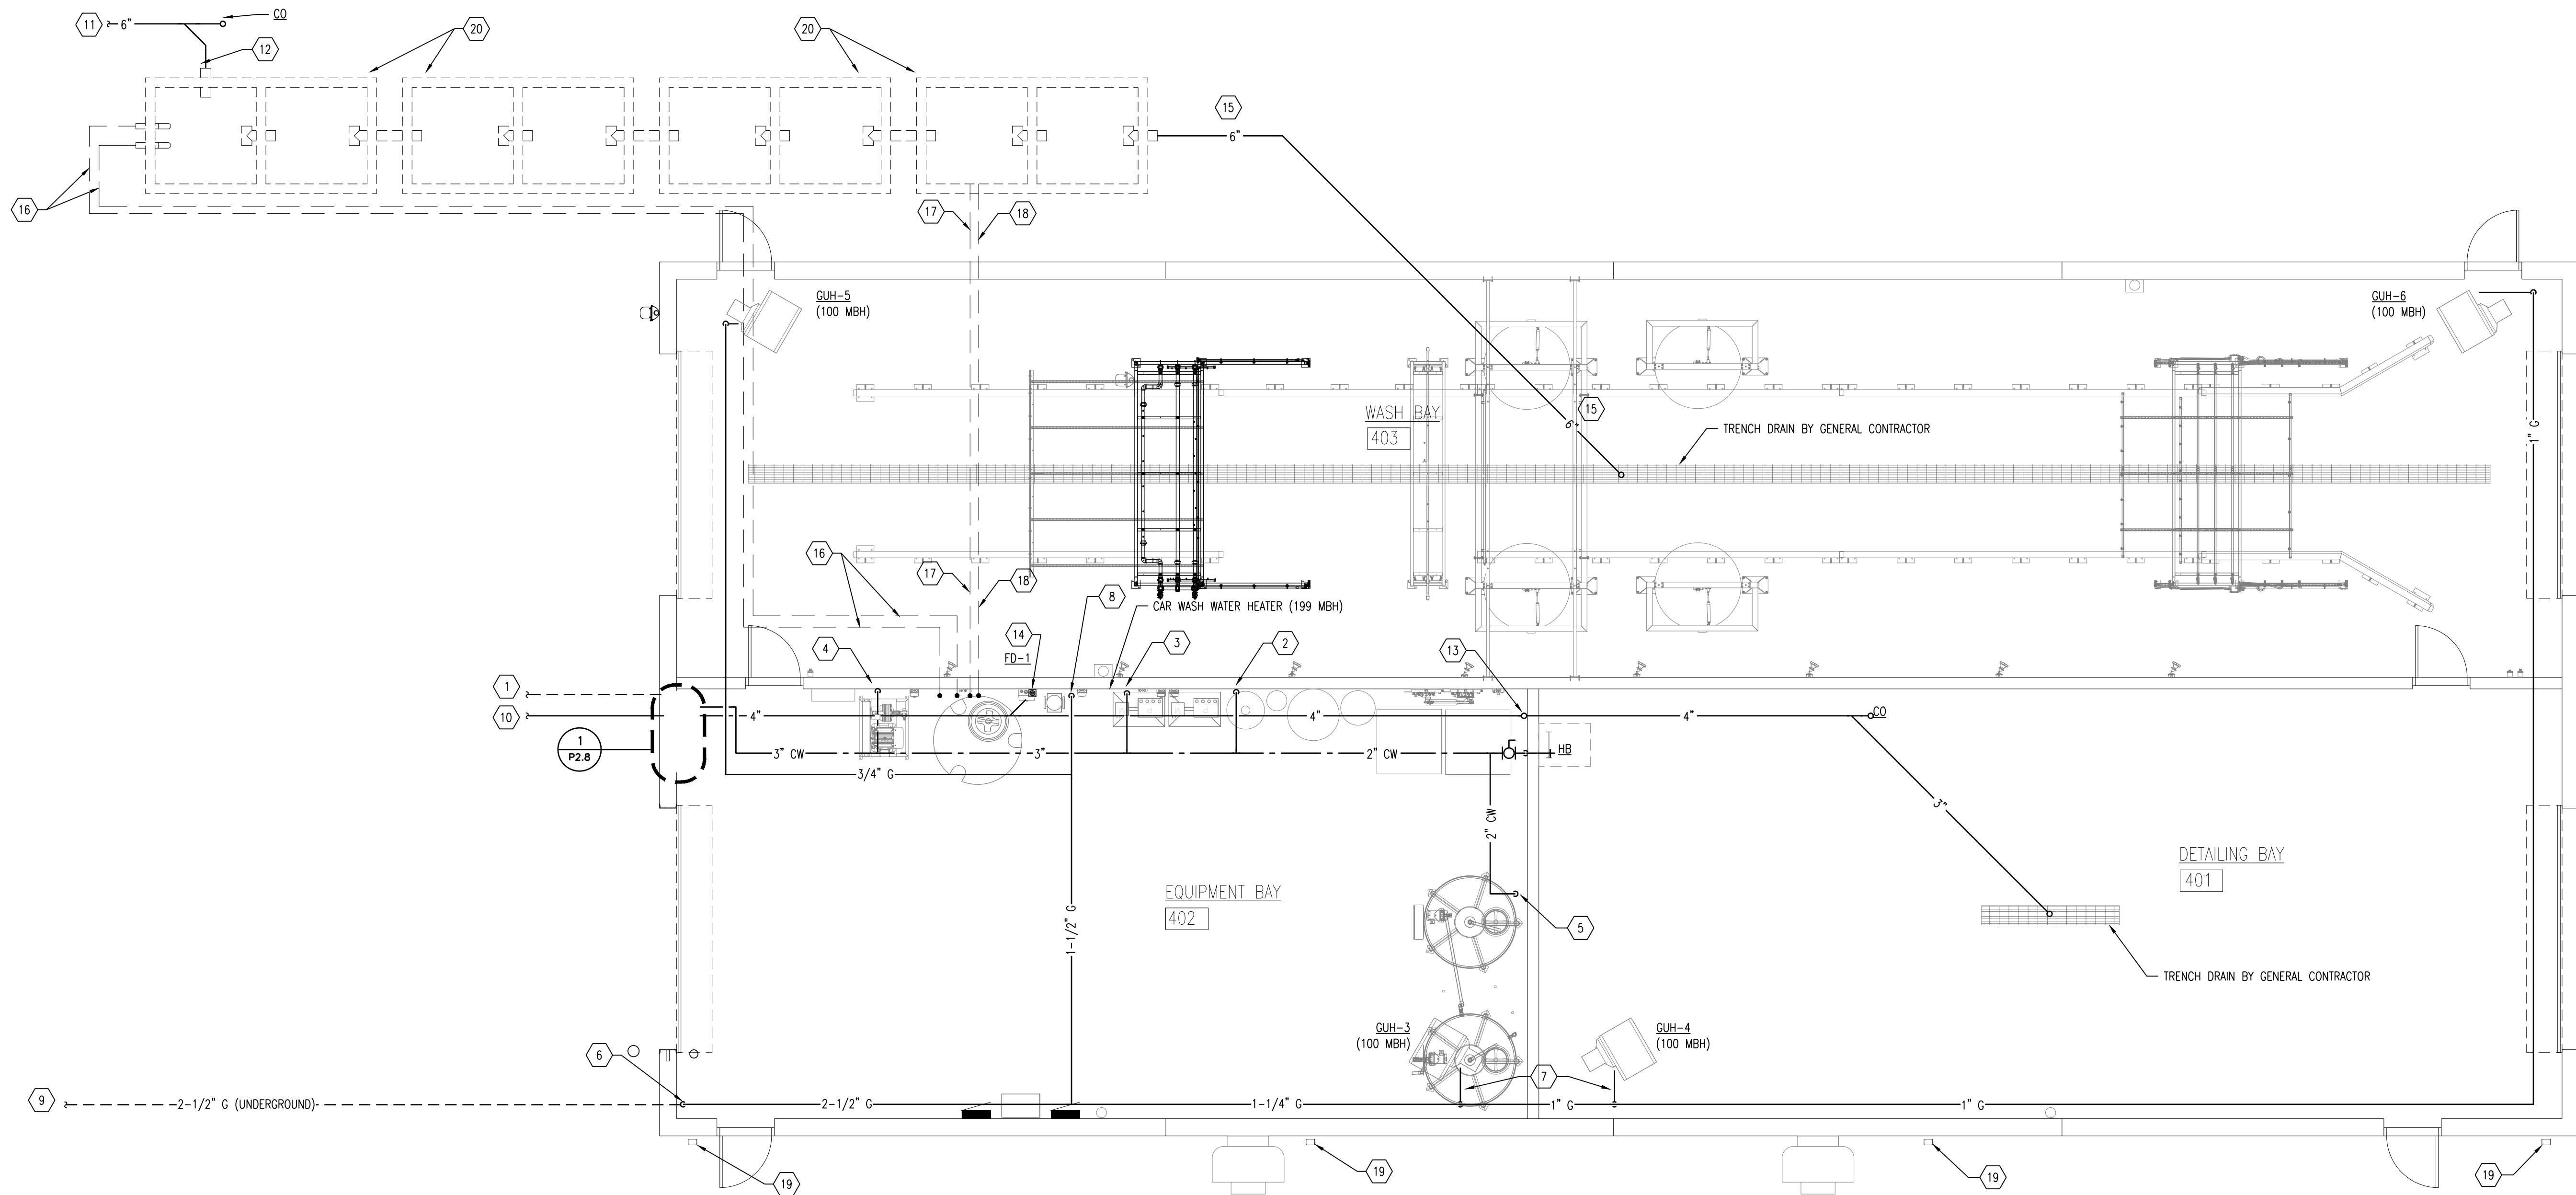 CO
11
6"
12
20
20
15
6"
16
17
18
GUH-5
(100 MBH)
GUH-6
(100 MBH)
WASH BAY
403
15
6"
TRENCH DRAIN BY GENERAL CONTRACTOR
1" G
16
17
18
8
CAR WASH WATER HEATER (199 MBH)
14
FD-1
4
3
2
13
1
10
4"
4"
4"
CO
1
P2.8
3" CW
3"
2" CW
HB
3/4" G
3"
2" CW
DETAILING BAY
401
EQUIPMENT BAY
402
1-1/2" G
5
TRENCH DRAIN BY GENERAL CONTRACTOR
GUH-3
(100 MBH)
GUH-4
(100 MBH)
6
7
9
2-1/2" G (UNDERGROUND)
2-1/2" G
1-1/4" G
1" G
1" G
19
19
19
19